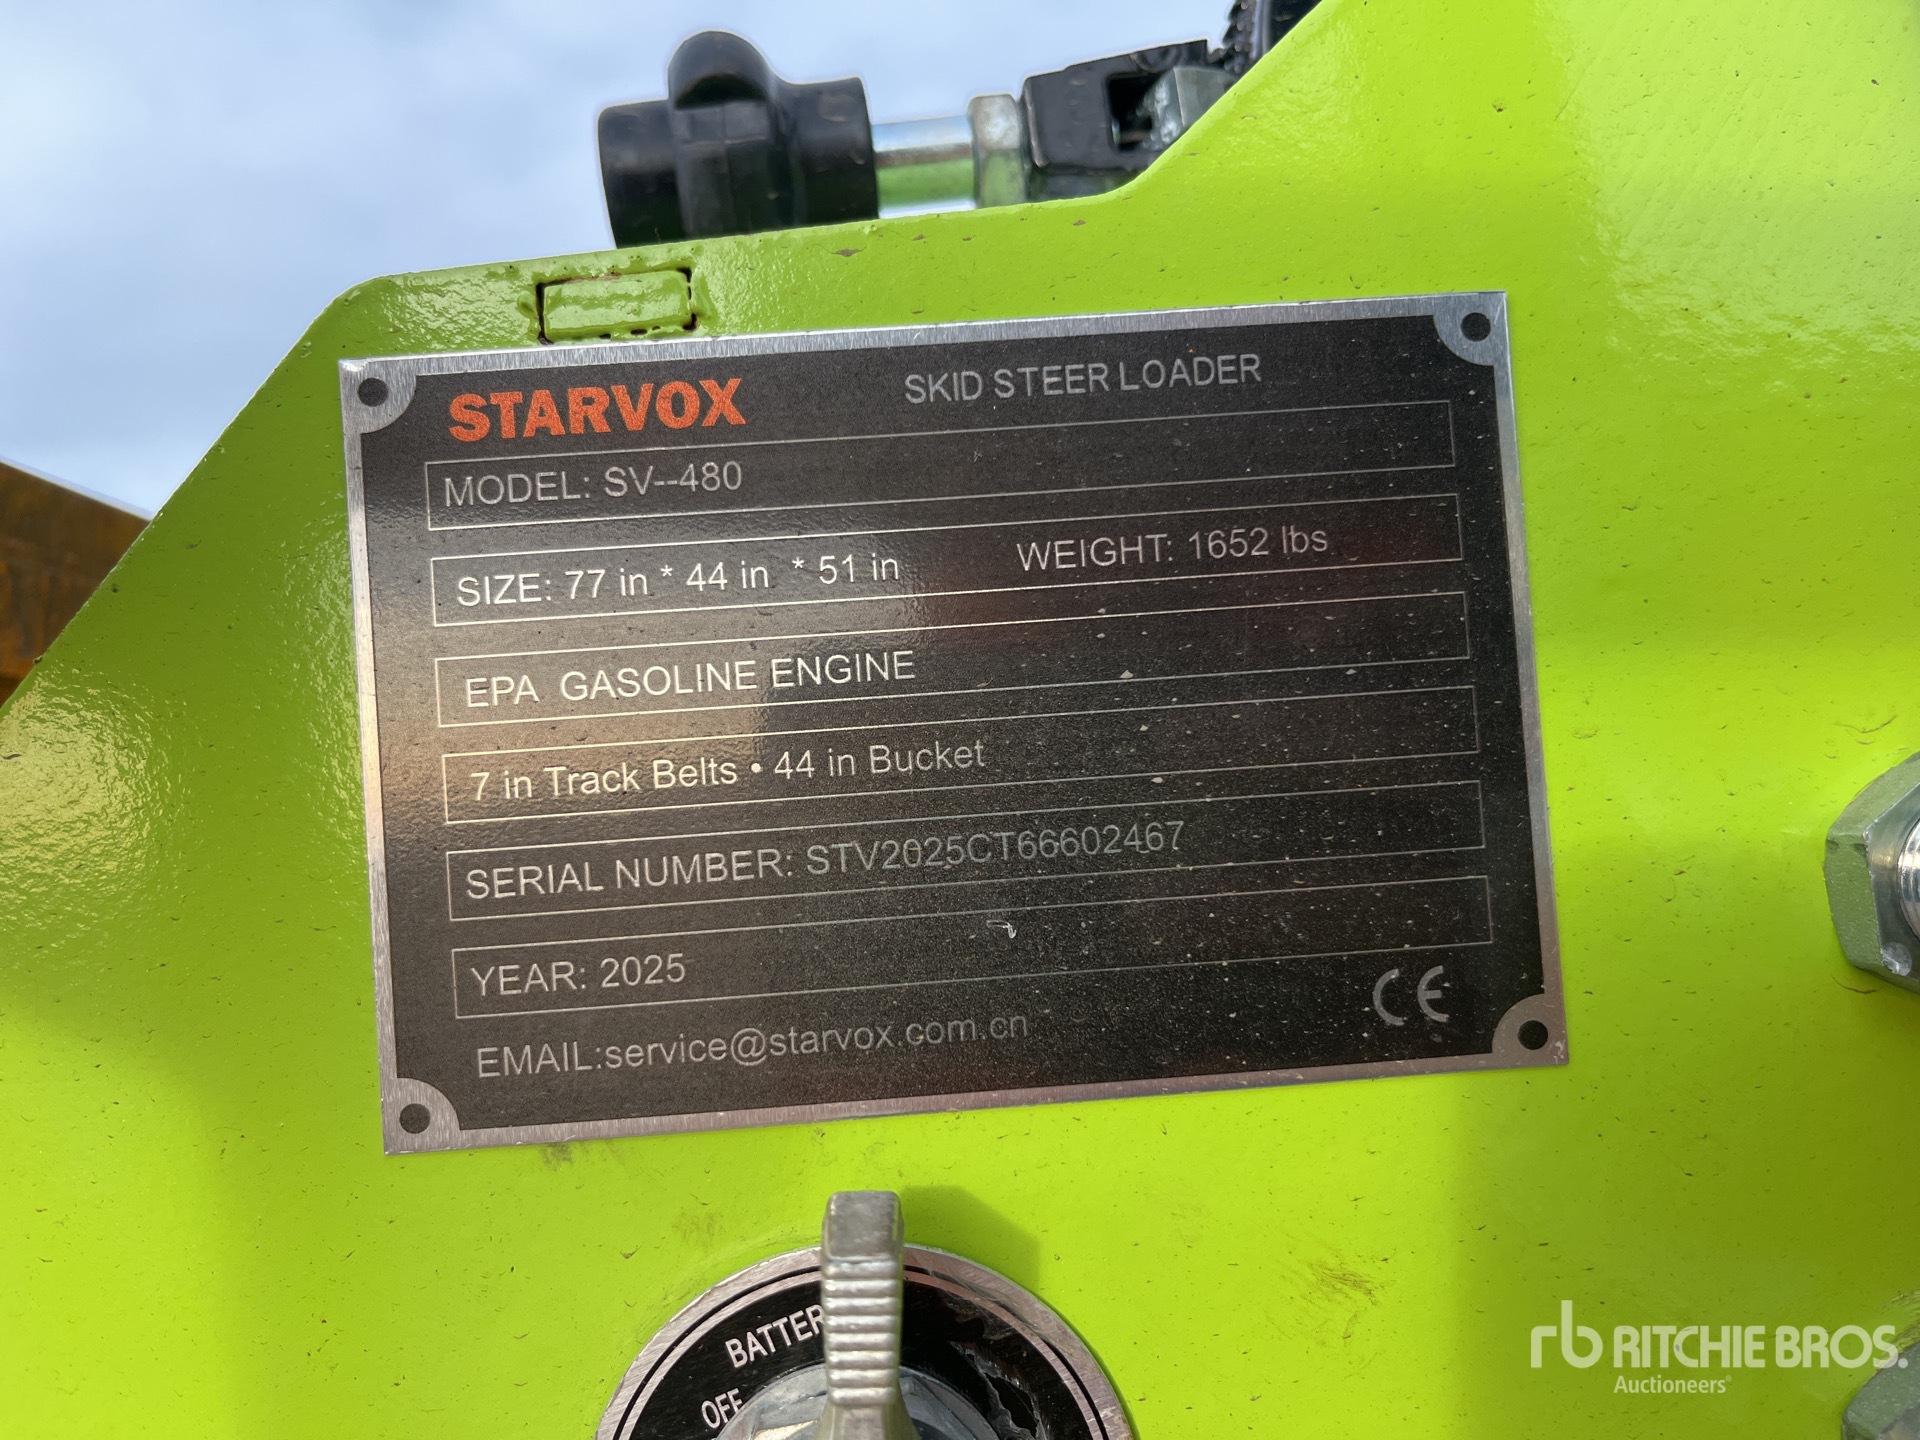 STARVOX SKID STEER LOADER
MODEL: SV--480
SIZE: 77 in * 44 in * 51 in WEIGHT: 1652 lbs
EPA GASOLINE ENGINE
7 in Track Belts • 44 in Bucket
SERIAL NUMBER: STV2025CT66602467
YEAR: 2025
EMAIL:service@starvox.com.cn CE
BATTER
OFF
rb RITCHIE BROS.
Auctioneers